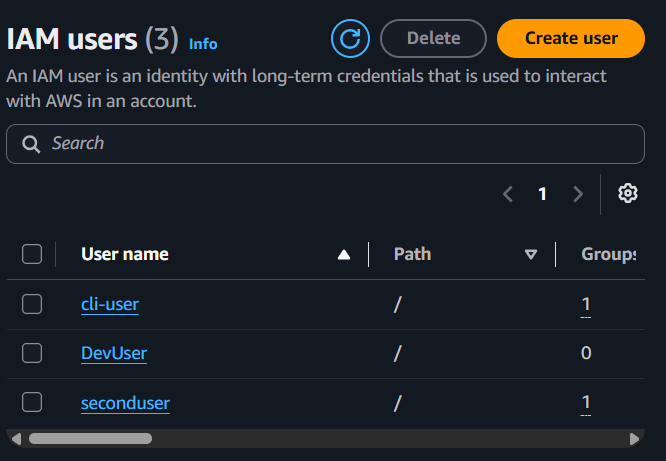 IAM users (3) Info
Delete
Create user
An IAM user is an identity with long-term credentials that is used to interact
with AWS in an account.
Search
1
User name Path Groups
cli-user / 1
DevUser / 0
seconduser / 1